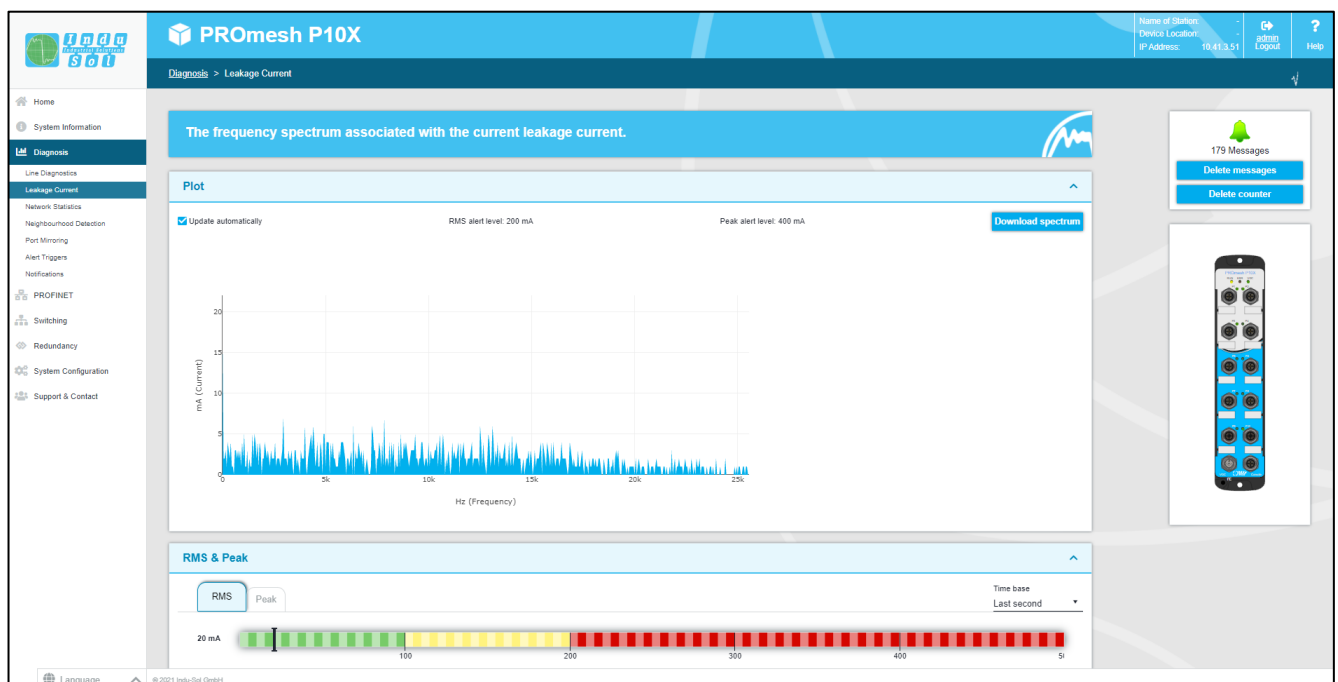 Indu
Industrial Solutions
Sol
PROmesh P10X
Name of Station: -
Device Location: -
IP Address: 10.41.3.51
admin
Logout
?
Help
Diagnosis > Leakage Current
Home
System Information
Diagnosis
Line Diagnostics
Leakage Current
Network Statistics
Neighbourhood Detection
Port Mirroring
Alert Triggers
Notifications
PROFINET
Switching
Redundancy
System Configuration
Support & Contact
The frequency spectrum associated with the current leakage current.
Plot
Update automatically
RMS alert level: 200 mA
Peak alert level: 400 mA
Download spectrum
20
15
10
5
0
mA (Current)
0 5k 10k 15k 20k 25k
Hz (Frequency)
RMS & Peak
RMS
Peak
Time base
Last second
20 mA
100 200 300 400
179 Messages
Delete messages
Delete counter
PROmesh P10X
Language
© 2021 Indu-Sol GmbH